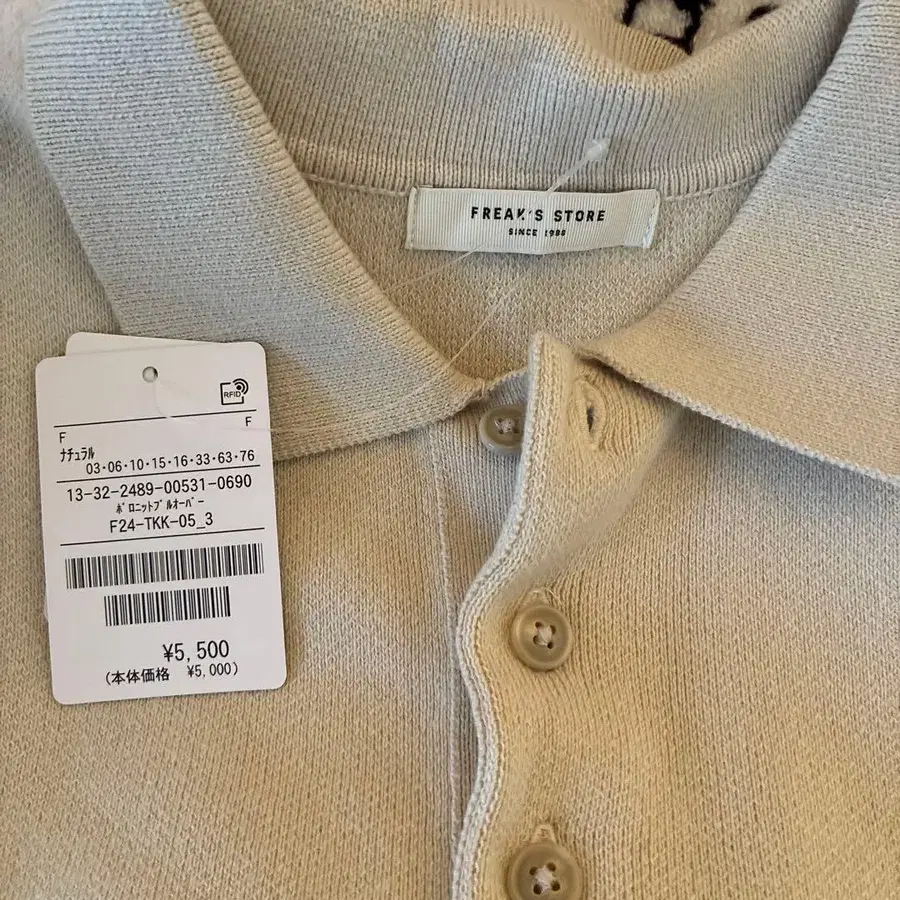 FREAK'S STORE
SINCE 1988
RFID
F F
ナチュラル
03・06・10・15・16・33・63・76
13-32-2489-00531-0690
ポロニットプルオーバー
F24-TKK-05_3
¥5,500
(本体価格 ¥5,000)